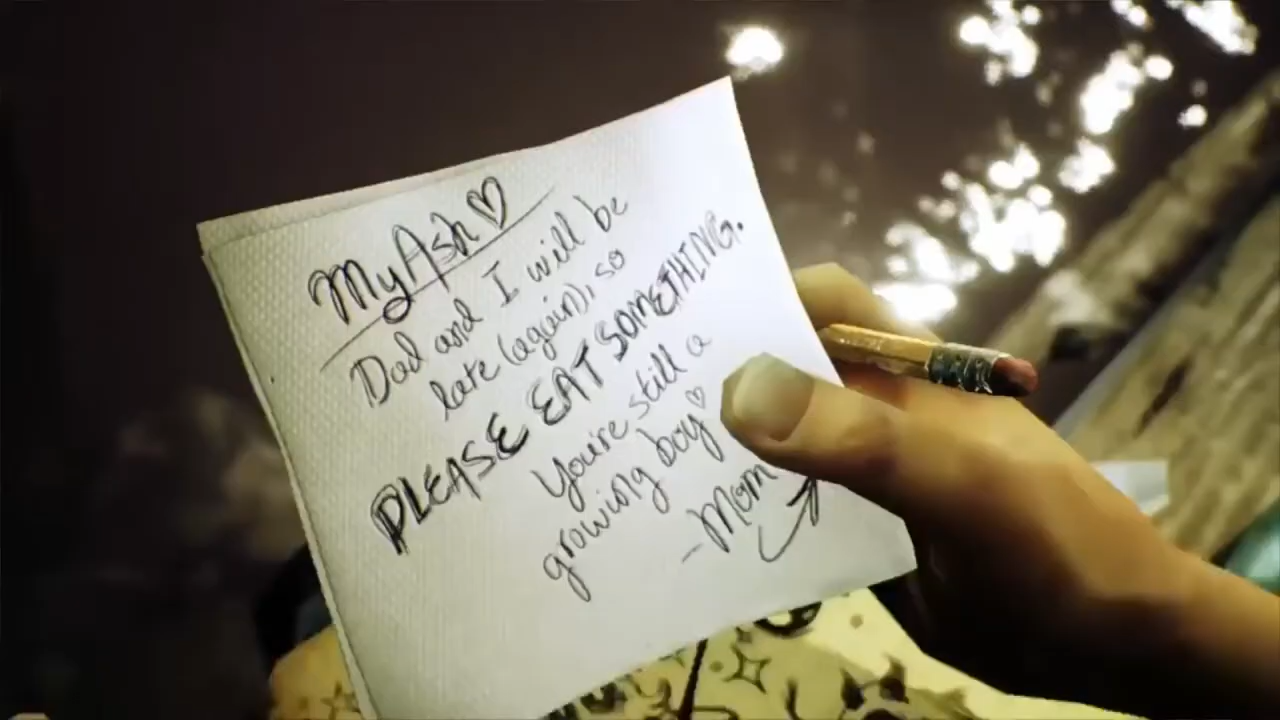 My Ash♡
Dad and I will be
late (again), so
PLEASE EAT SOMETHING.
You're still a
growing boy♡
-Mom